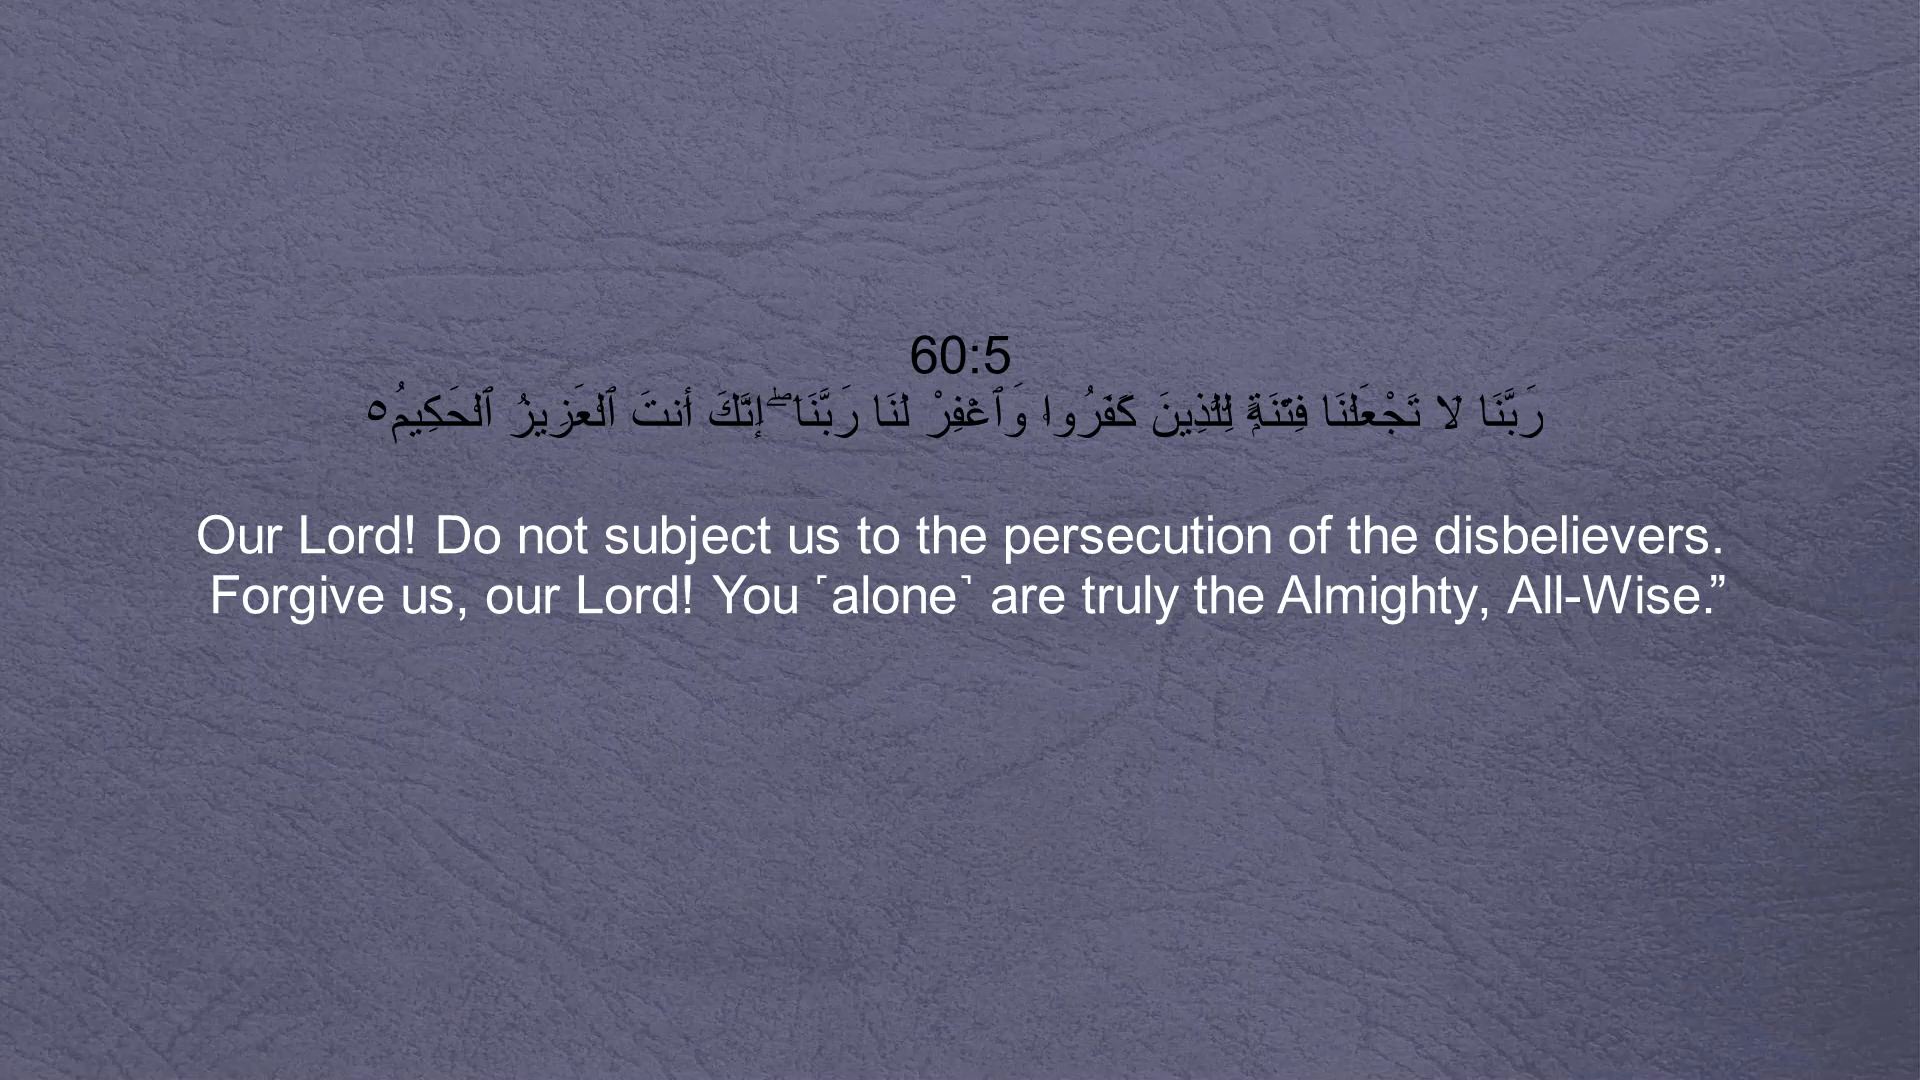 60:5
رَبَّنَا لَا تَجْعَلْنَا فِتْنَةًۭ لِّلَّذِينَ كَفَرُوا۟ وَٱغْفِرْ لَنَا رَبَّنَآ ۖ إِنَّكَ أَنتَ ٱلْعَزِيزُ ٱلْحَكِيمُ ٥
Our Lord! Do not subject us to the persecution of the disbelievers.
Forgive us, our Lord! You ˹alone˺ are truly the Almighty, All-Wise.”